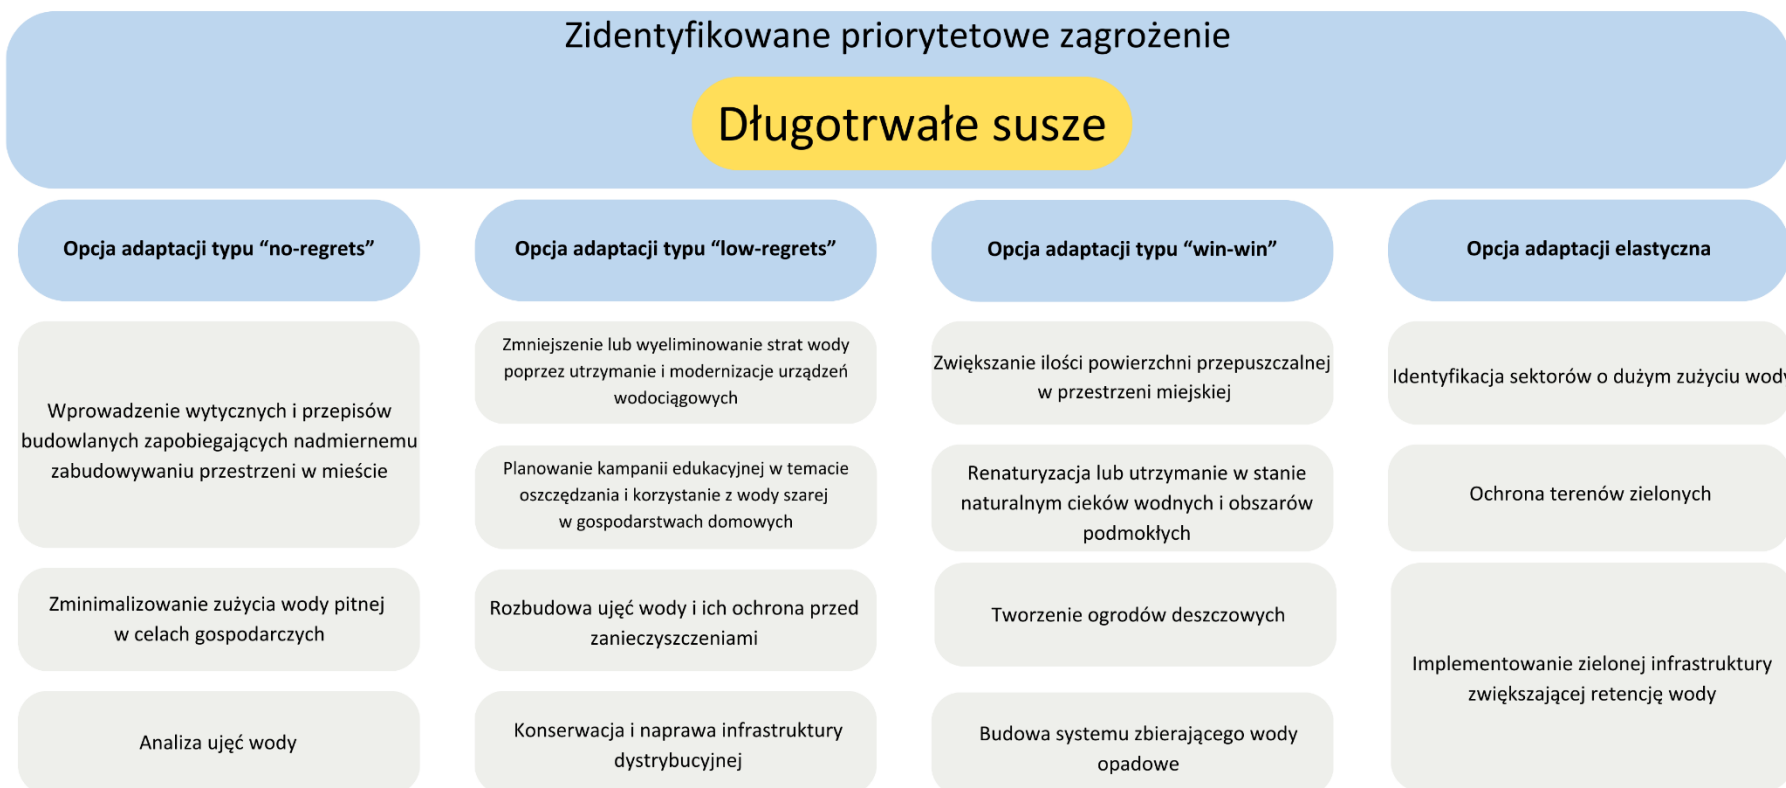 Zidentyfikowane priorytetowe zagrożenie
Długotrwałe susze
Opcja adaptacji typu “no-regrets”
Wprowadzenie wytycznych i przepisów
budowlanych zapobiegających nadmiernemu
zabudowywaniu przestrzeni w mieście
Zminimalizowanie zużycia wody pitnej
w celach gospodarczych
Analiza ujęć wody
Opcja adaptacji typu “low-regrets”
Zmniejszenie lub wyeliminowanie strat wody
poprzez utrzymanie i modernizacje urządzeń
wodociągowych
Planowanie kampanii edukacyjnej w temacie
oszczędzania i korzystanie z wody szarej
w gospodarstwach domowych
Rozbudowa ujęć wody i ich ochrona przed
zanieczyszczeniami
Konserwacja i naprawa infrastruktury
dystrybucyjnej
Opcja adaptacji typu “win-win”
Zwiększanie ilości powierzchni przepuszczalnej
w przestrzeni miejskiej
Renaturyzacja lub utrzymanie w stanie
naturalnym cieków wodnych i obszarów
podmokłych
Tworzenie ogrodów deszczowych
Budowa systemu zbierającego wody
opadowe
Opcja adaptacji elastyczna
Identyfikacja sektorów o dużym zużyciu wody
Ochrona terenów zielonych
Implementowanie zielonej infrastruktury
zwiększającej retencję wody